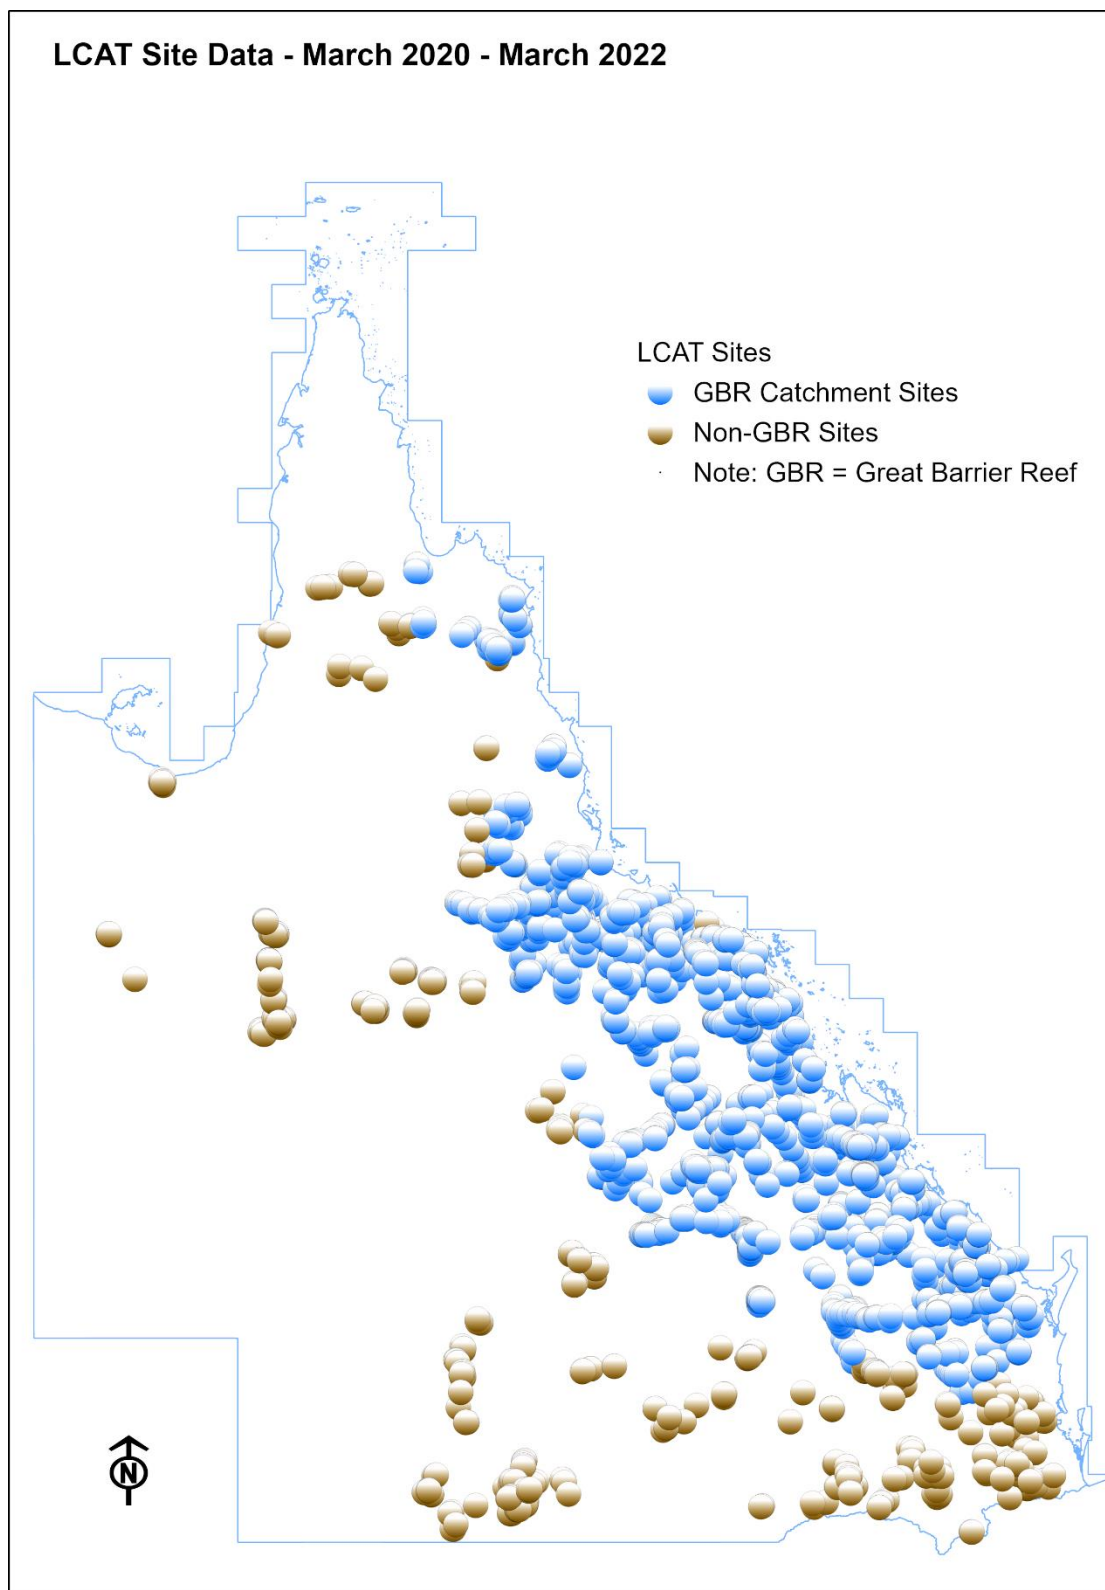 LCAT Site Data - March 2020 - March 2022
LCAT Sites
GBR Catchment Sites
Non-GBR Sites
Note: GBR = Great Barrier Reef
N